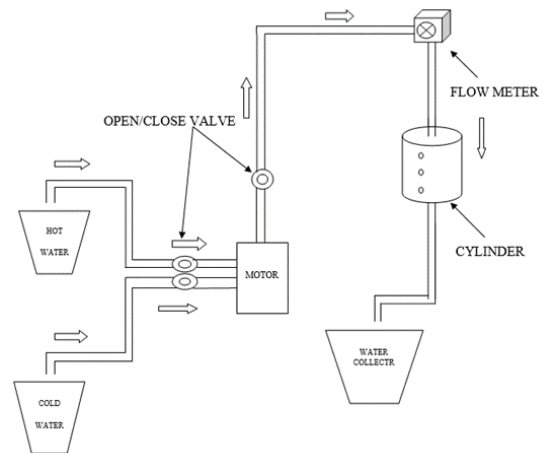 FLOW METER
OPEN/CLOSE VALVE
HOT
WATER
CYLINDER
MOTOR
WATER
COLLECTR
COLD
WATER